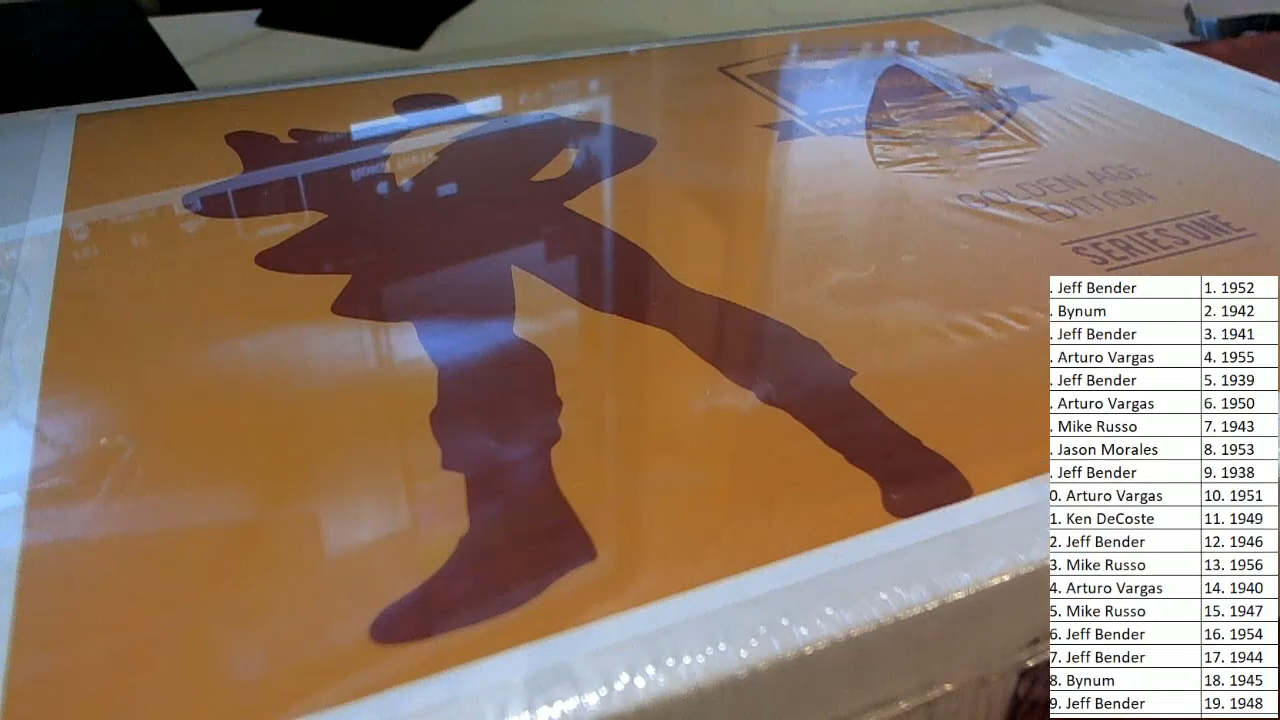 GOLDEN AGE
EDITION
SERIES ONE
. Jeff Bender 1. 1952
. Bynum 2. 1942
. Jeff Bender 3. 1941
. Arturo Vargas 4. 1955
. Jeff Bender 5. 1939
. Arturo Vargas 6. 1950
. Mike Russo 7. 1943
. Jason Morales 8. 1953
. Jeff Bender 9. 1938
0. Arturo Vargas 10. 1951
1. Ken DeCoste 11. 1949
2. Jeff Bender 12. 1946
3. Mike Russo 13. 1956
4. Arturo Vargas 14. 1940
5. Mike Russo 15. 1947
6. Jeff Bender 16. 1954
7. Jeff Bender 17. 1944
8. Bynum 18. 1945
9. Jeff Bender 19. 1948